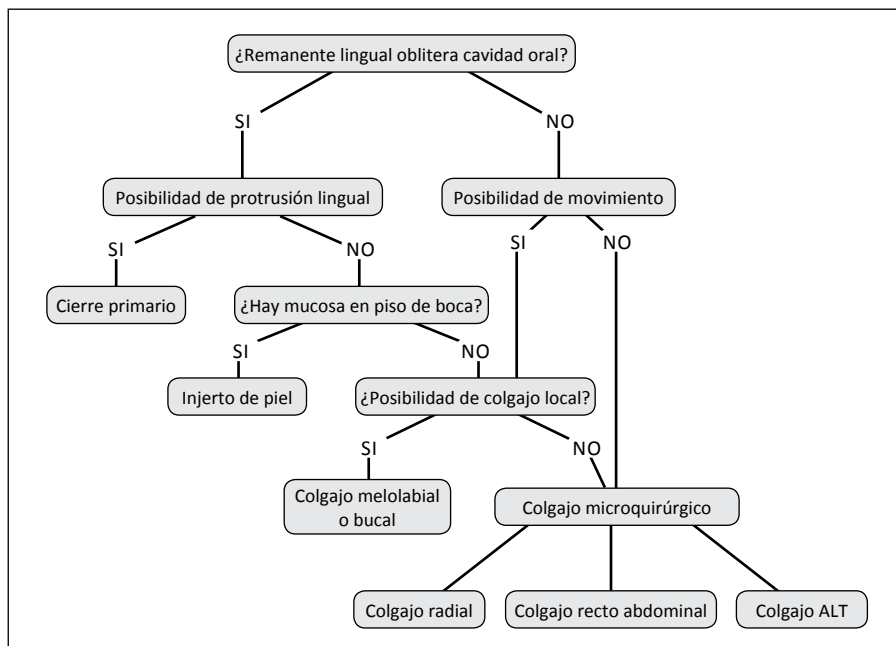 ¿Remanente lingual oblitera cavidad oral?
SI
NO
Posibilidad de protrusión lingual
Posibilidad de movimiento
SI
NO
SI
NO
Cierre primario
¿Hay mucosa en piso de boca?
SI
NO
Injerto de piel
¿Posibilidad de colgajo local?
SI
NO
Colgajo melolabial
o bucal
Colgajo microquirúrgico
Colgajo radial
Colgajo recto abdominal
Colgajo ALT